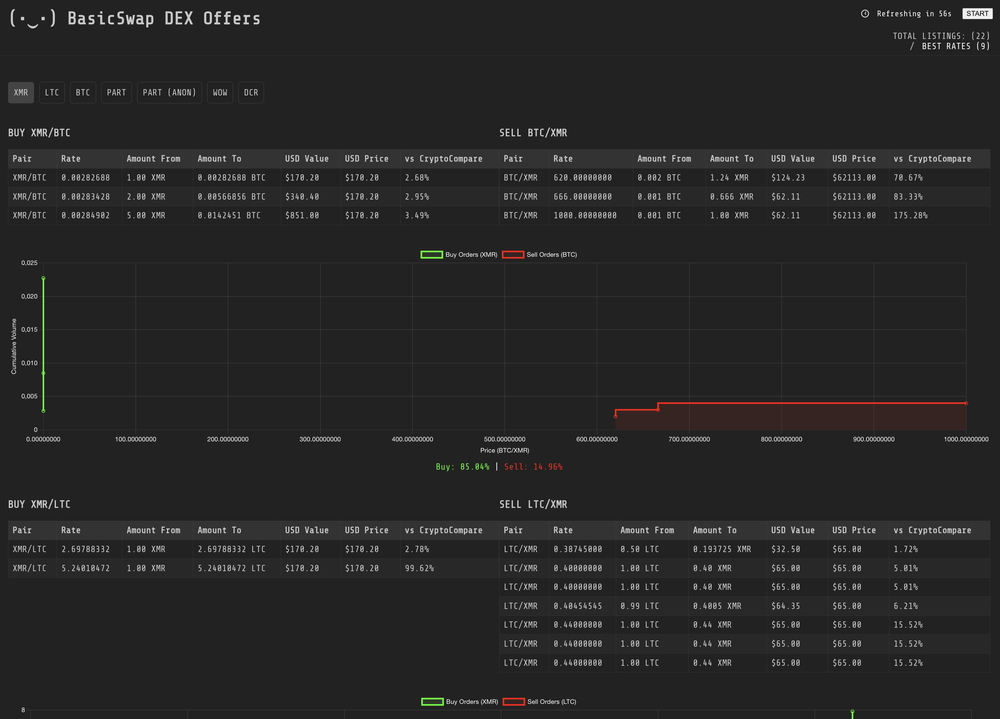 (·‿·) BasicSwap DEX Offers
Refreshing in 56s START
TOTAL LISTINGS: (22)
/ BEST RATES (9)
XMR LTC BTC PART PART (ANON) WOW DCR
BUY XMR/BTC
Pair Rate Amount From Amount To USD Value USD Price vs CryptoCompare
XMR/BTC 0.00282688 1.00 XMR 0.00282688 BTC $170.20 $170.20 2.68%
XMR/BTC 0.00283428 2.00 XMR 0.00566856 BTC $340.40 $170.20 2.95%
XMR/BTC 0.00284902 5.00 XMR 0.0142451 BTC $851.00 $170.20 3.49%
SELL BTC/XMR
Pair Rate Amount From Amount To USD Value USD Price vs CryptoCompare
BTC/XMR 620.00000000 0.002 BTC 1.24 XMR $124.23 $62113.00 70.67%
BTC/XMR 666.00000000 0.001 BTC 0.666 XMR $62.11 $62113.00 83.33%
BTC/XMR 1000.00000000 0.001 BTC 1.00 XMR $62.11 $62113.00 175.28%
Buy Orders (XMR) Sell Orders (BTC)
Cumulative Volume
0,025
0,020
0,015
0,010
0,005
0
0.00000000 100.00000000 200.00000000 300.00000000 400.00000000 500.00000000 600.00000000 700.00000000 800.00000000 900.00000000 1000.00000000
Price (BTC/XMR)
Buy: 85.04% | Sell: 14.96%
BUY XMR/LTC
Pair Rate Amount From Amount To USD Value USD Price vs CryptoCompare
XMR/LTC 2.69788332 1.00 XMR 2.69788332 LTC $170.20 $170.20 2.78%
XMR/LTC 5.24010472 1.00 XMR 5.24010472 LTC $170.20 $170.20 99.62%
SELL LTC/XMR
Pair Rate Amount From Amount To USD Value USD Price vs CryptoCompare
LTC/XMR 0.38745000 0.50 LTC 0.193725 XMR $32.50 $65.00 1.72%
LTC/XMR 0.40000000 1.00 LTC 0.40 XMR $65.00 $65.00 5.01%
LTC/XMR 0.40000000 1.00 LTC 0.40 XMR $65.00 $65.00 5.01%
LTC/XMR 0.40454545 0.99 LTC 0.4005 XMR $64.35 $65.00 6.21%
LTC/XMR 0.44000000 1.00 LTC 0.44 XMR $65.00 $65.00 15.52%
LTC/XMR 0.44000000 1.00 LTC 0.44 XMR $65.00 $65.00 15.52%
LTC/XMR 0.44000000 1.00 LTC 0.44 XMR $65.00 $65.00 15.52%
Buy Orders (XMR) Sell Orders (LTC)
8